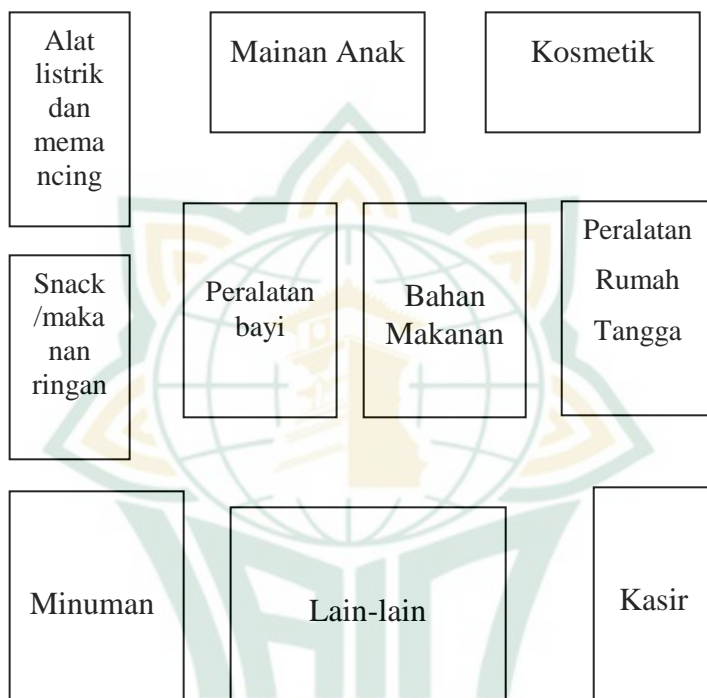 Alat
listrik
dan
mema
ncing
Mainan Anak
Kosmetik
Snack
/maka
nan
ringan
Peralatan
bayi
Bahan
Makanan
Peralatan
Rumah
Tangga
Minuman
Lain-lain
Kasir
IAIN